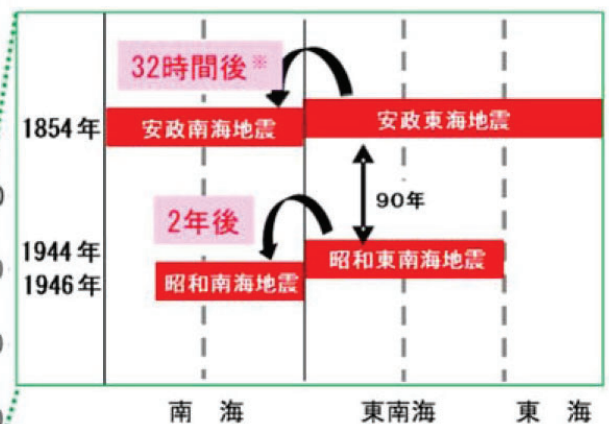 32時間後※
1854年
安政南海地震
安政東海地震
90年
2年後
1944年
昭和東南海地震
1946年
昭和南海地震
南 海
東南海
東 海